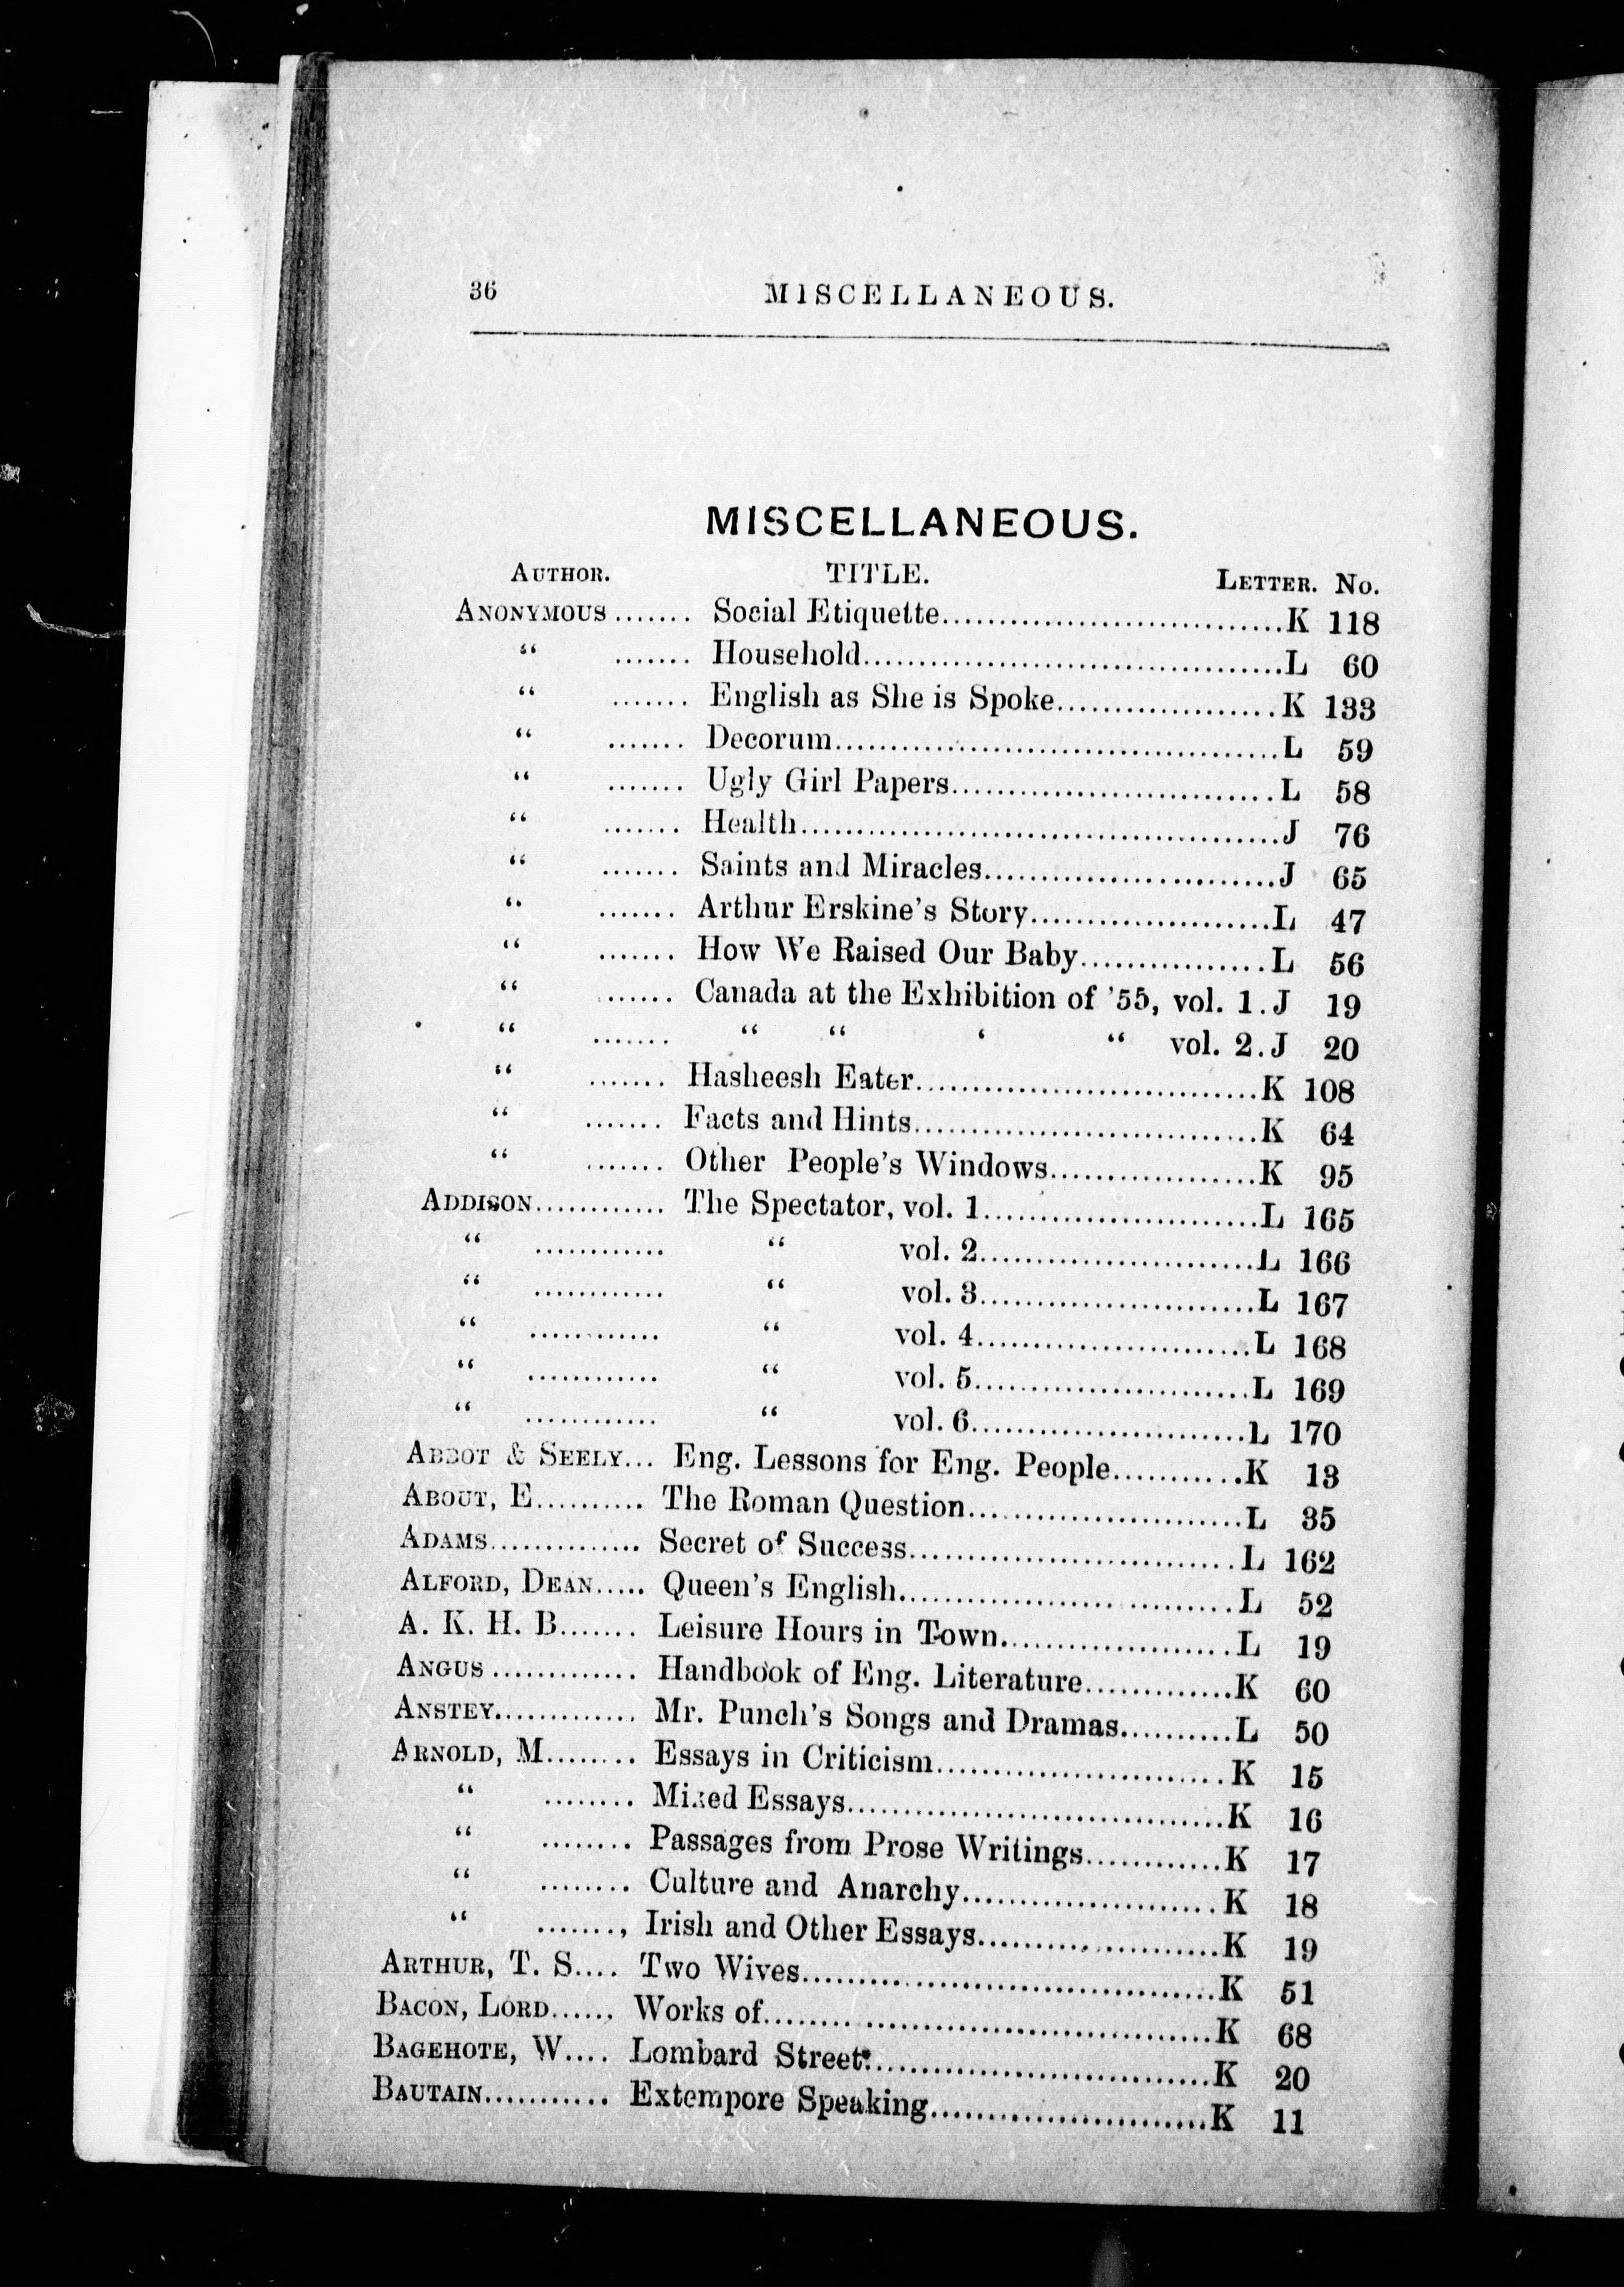 36 MISCELLANEOUS.
MISCELLANEOUS.
AUTHOR. TITLE. LETTER. No.
ANONYMOUS....... Social Etiquette..............................K 118
“ ....... Household.....................................L 60
“ ....... English as She is Spoke...................K 133
“ ....... Decorum.......................................L 59
“ ....... Ugly Girl Papers............................L 58
“ ....... Health..........................................J 76
“ ....... Saints and Miracles.........................J 65
“ ....... Arthur Erskine's Story.....................L 47
“ ....... How We Raised Our Baby................L 56
“ ....... Canada at the Exhibition of '55, vol. 1.J 19
“ ....... “ “ ‘ “ vol. 2.J 20
“ ....... Hasheesh Eater..............................K 108
“ ....... Facts and Hints..............................K 64
“ ....... Other People's Windows..................K 95
ADDISON............ The Spectator, vol. 1........................L 165
“ ............ “ vol. 2........................L 166
“ ............ “ vol. 3........................L 167
“ ............ “ vol. 4........................L 168
“ ............ “ vol. 5........................L 169
“ ............ “ vol. 6........................L 170
ABBOT & SEELY... Eng. Lessons for Eng. People...........K 13
ABOUT, E.......... The Roman Question........................L 35
ADAMS.............. Secret of Success.............................L 162
ALFORD, DEAN..... Queen's English..............................L 52
A. K. H. B....... Leisure Hours in Town.....................L 19
ANGUS............. Handbook of Eng. Literature.............K 60
ANSTEY............. Mr. Punch's Songs and Dramas..........L 50
ARNOLD, M........ Essays in Criticism..........................K 15
“ ........ Mixed Essays..................................K 16
“ ........ Passages from Prose Writings............K 17
“ ........ Culture and Anarchy.......................K 18
“ ......., Irish and Other Essays.....................K 19
ARTHUR, T. S.... Two Wives.....................................K 51
BACON, LORD...... Works of........................................K 68
BAGEHOTE, W.... Lombard Street..............................K 20
BAUTAIN........... Extempore Speaking........................K 11